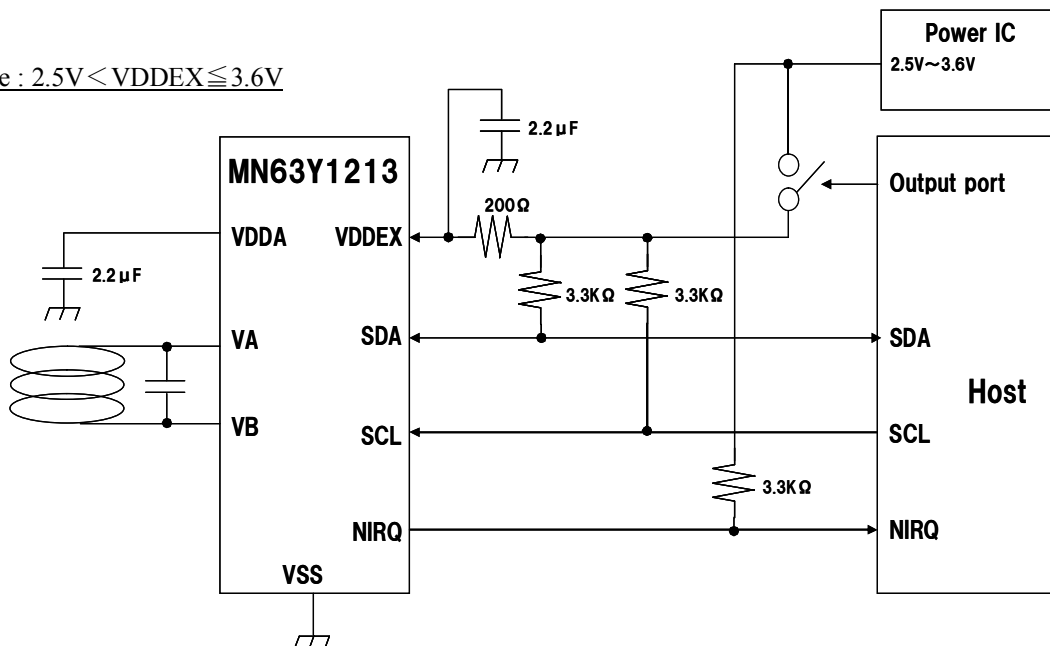 Power IC
2.5V～3.6V
e : 2.5V＜VDDEX≦3.6V
2.2μF
MN63Y1213
Output port
200Ω
VDDA
VDDEX
2.2μF
3.3KΩ
3.3KΩ
VA
SDA
SDA
Host
VB
SCL
SCL
3.3KΩ
NIRQ
NIRQ
VSS